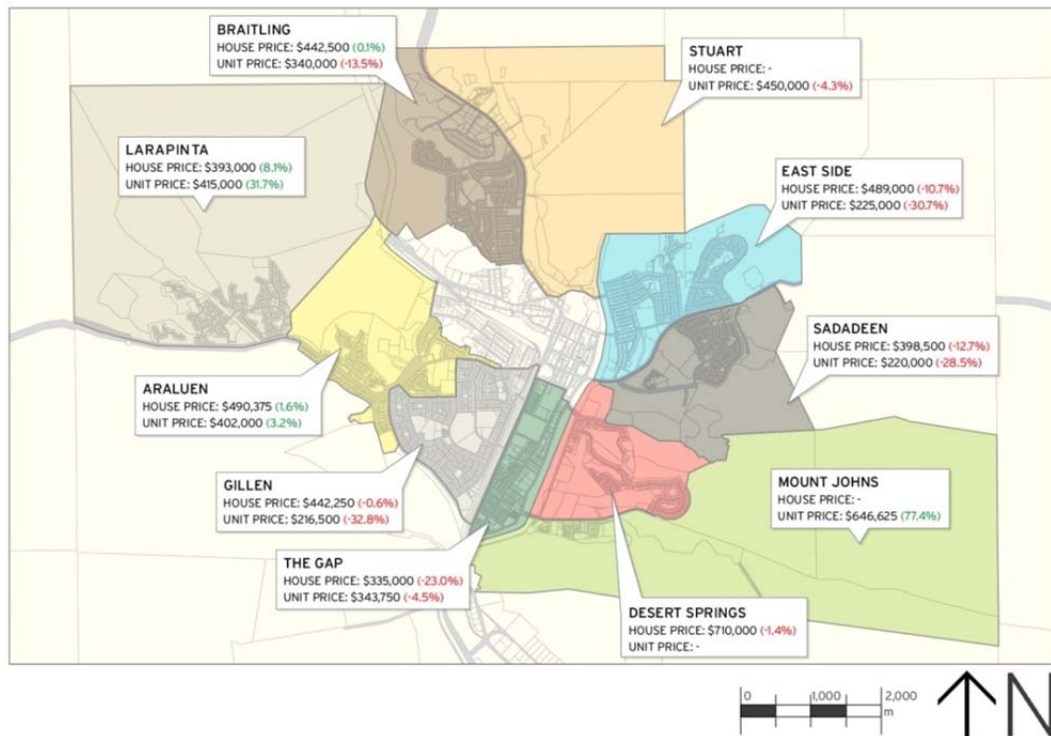 BRAITLING
HOUSE PRICE: $442,500 (0.1%)
UNIT PRICE: $340,000 (-13.5%)
STUART
HOUSE PRICE: -
UNIT PRICE: $450,000 (-4.3%)
LARAPINTA
HOUSE PRICE: $393,000 (8.1%)
UNIT PRICE: $415,000 (31.7%)
EAST SIDE
HOUSE PRICE: $489,000 (-10.7%)
UNIT PRICE: $225,000 (-30.7%)
SADADEEN
HOUSE PRICE: $398,500 (-12.7%)
UNIT PRICE: $220,000 (-28.5%)
ARALUEN
HOUSE PRICE: $490,375 (1.6%)
UNIT PRICE: $402,000 (3.2%)
GILLEN
HOUSE PRICE: $442,250 (-0.6%)
UNIT PRICE: $216,500 (-32.8%)
MOUNT JOHNS
HOUSE PRICE: -
UNIT PRICE: $646,625 (77.4%)
THE GAP
HOUSE PRICE: $335,000 (-23.0%)
UNIT PRICE: $343,750 (-4.5%)
DESERT SPRINGS
HOUSE PRICE: $710,000 (-1.4%)
UNIT PRICE: -
0 1,000 2,000
m
N